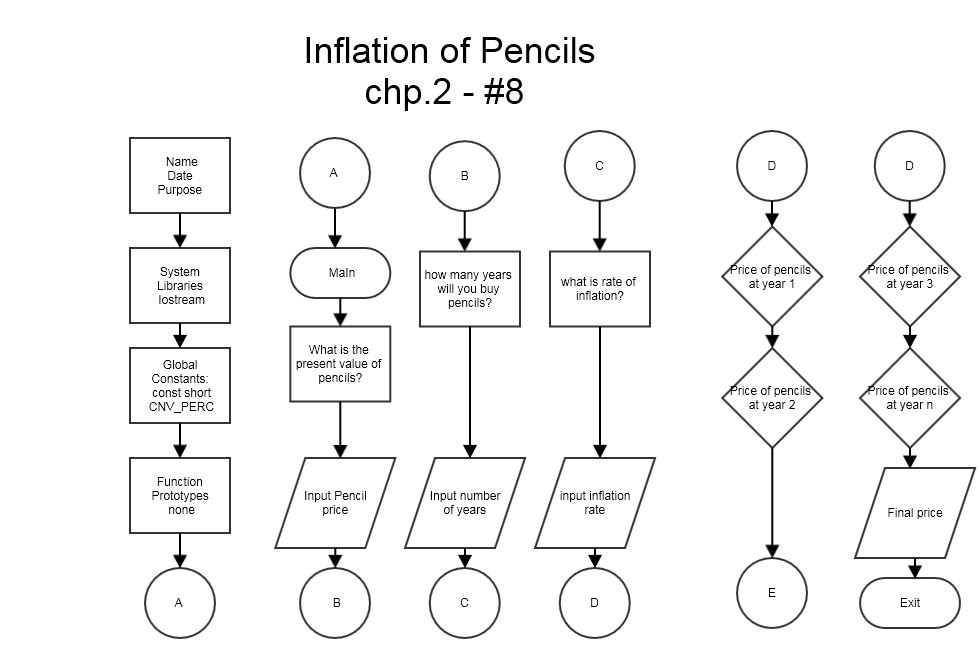 Inflation of Pencils
chp.2 - #8
Name
Date
Purpose
System
Libraries
Iostream
Global
Constants:
const short
CNV_PERC
Function
Prototypes
none
A
A
MaIn
What is the
present value of
pencils?
Input Pencil
price
B
B
how many years
will you buy
pencils?
Input number
of years
C
C
what is rate of
inflation?
input inflation
rate
D
D
Price of pencils
at year 1
Price of pencils
at year 2
E
D
Price of pencils
at year 3
Price of pencils
at year n
Final price
Exit